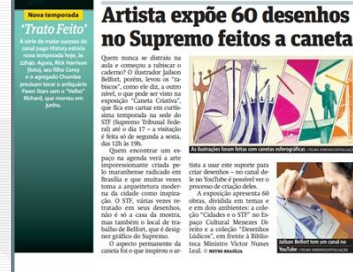 Nova temporada
'Trato Feito'
A série de maior sucesso do
canal pago History estreia
nova temporada hoje, às
22h40. Agora, Rick Harrison
(foto), seu filho Corey
e o agregado Chumlee
precisam tocar o antiquário
Pawn Stars sem o "Velho"
Richard, que morreu em
junho.
Artista expõe 60 desenhos
no Supremo feitos a caneta
Quem nunca se distraiu na
aula e começou a rabiscar o
caderno? O ilustrador Jailson
Belfort, porém, levou os "ra-
biscos", como ele diz, a outro
nível, o que pode ser visto na
exposição "Caneta Criativa",
que fica em cartaz em curtís-
sima temporada na sede do
STF (Supremo Tribunal Fede-
ral) até o dia 17 – a visitação
é feita só de segunda a sexta,
das 12h às 19h.
Quem encontrar um es-
paço na agenda verá a arte
impressionante criada pe-
lo maranhense radicado em
Brasília e que muitas vezes
toma a arquitetura moder-
na da cidade como inspira-
ção. O STF, várias vezes re-
tratado em seus desenhos,
não é só a casa da mostra,
mas também o local de tra-
balho de Belfort, que é desig-
ner gráfico do Supremo.
O aspecto permanente da
caneta foi o que inspirou o ar-
As ilustrações foram feitas com canetas esferográficas
tista a usar este suporte para
criar desenhos – no canal de-
le no YouTube é possível ver o
processo de criação deles.
A exposição apresenta 60
obras, dividida em temas e
em dois ambientes: a cole-
ção "Cidades e o STF" no Es-
paço Cultural Menezes Di-
reito e a coleção "Desenhos
Lúdicos", em frente à Biblio-
teca Ministro Victor Nunes
Leal. METRO BRASÍLIA
Jailson Belfort tem um canal no
YouTube